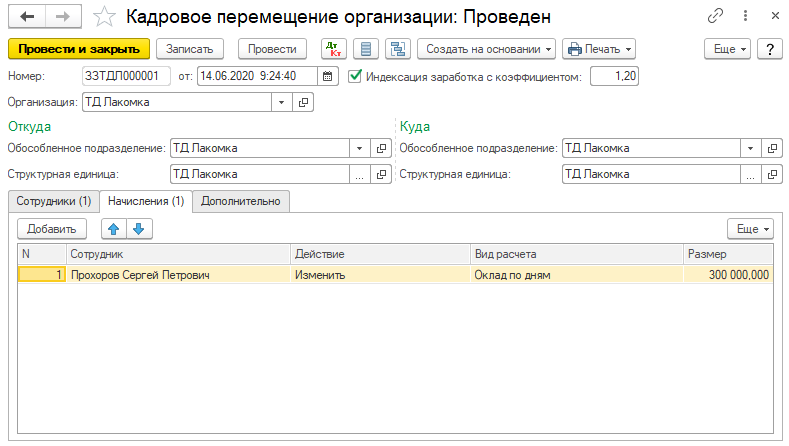 Кадровое перемещение организации: Проведен
Провести и закрыть Записать Провести Дт Кт Создать на основании Печать Еще ?
Номер: ЗЗТДЛ000001 от: 14.06.2020 9:24:40 Индексация заработка с коэффициентом: 1,20
Организация: ТД Лакомка
Откуда Куда
Обособленное подразделение: ТД Лакомка Обособленное подразделение: ТД Лакомка
Структурная единица: ТД Лакомка ... Структурная единица: ТД Лакомка ...
Сотрудники (1) Начисления (1) Дополнительно
Добавить Еще
N Сотрудник Действие Вид расчета Размер
1 Прохоров Сергей Петрович Изменить Оклад по дням 300 000,000